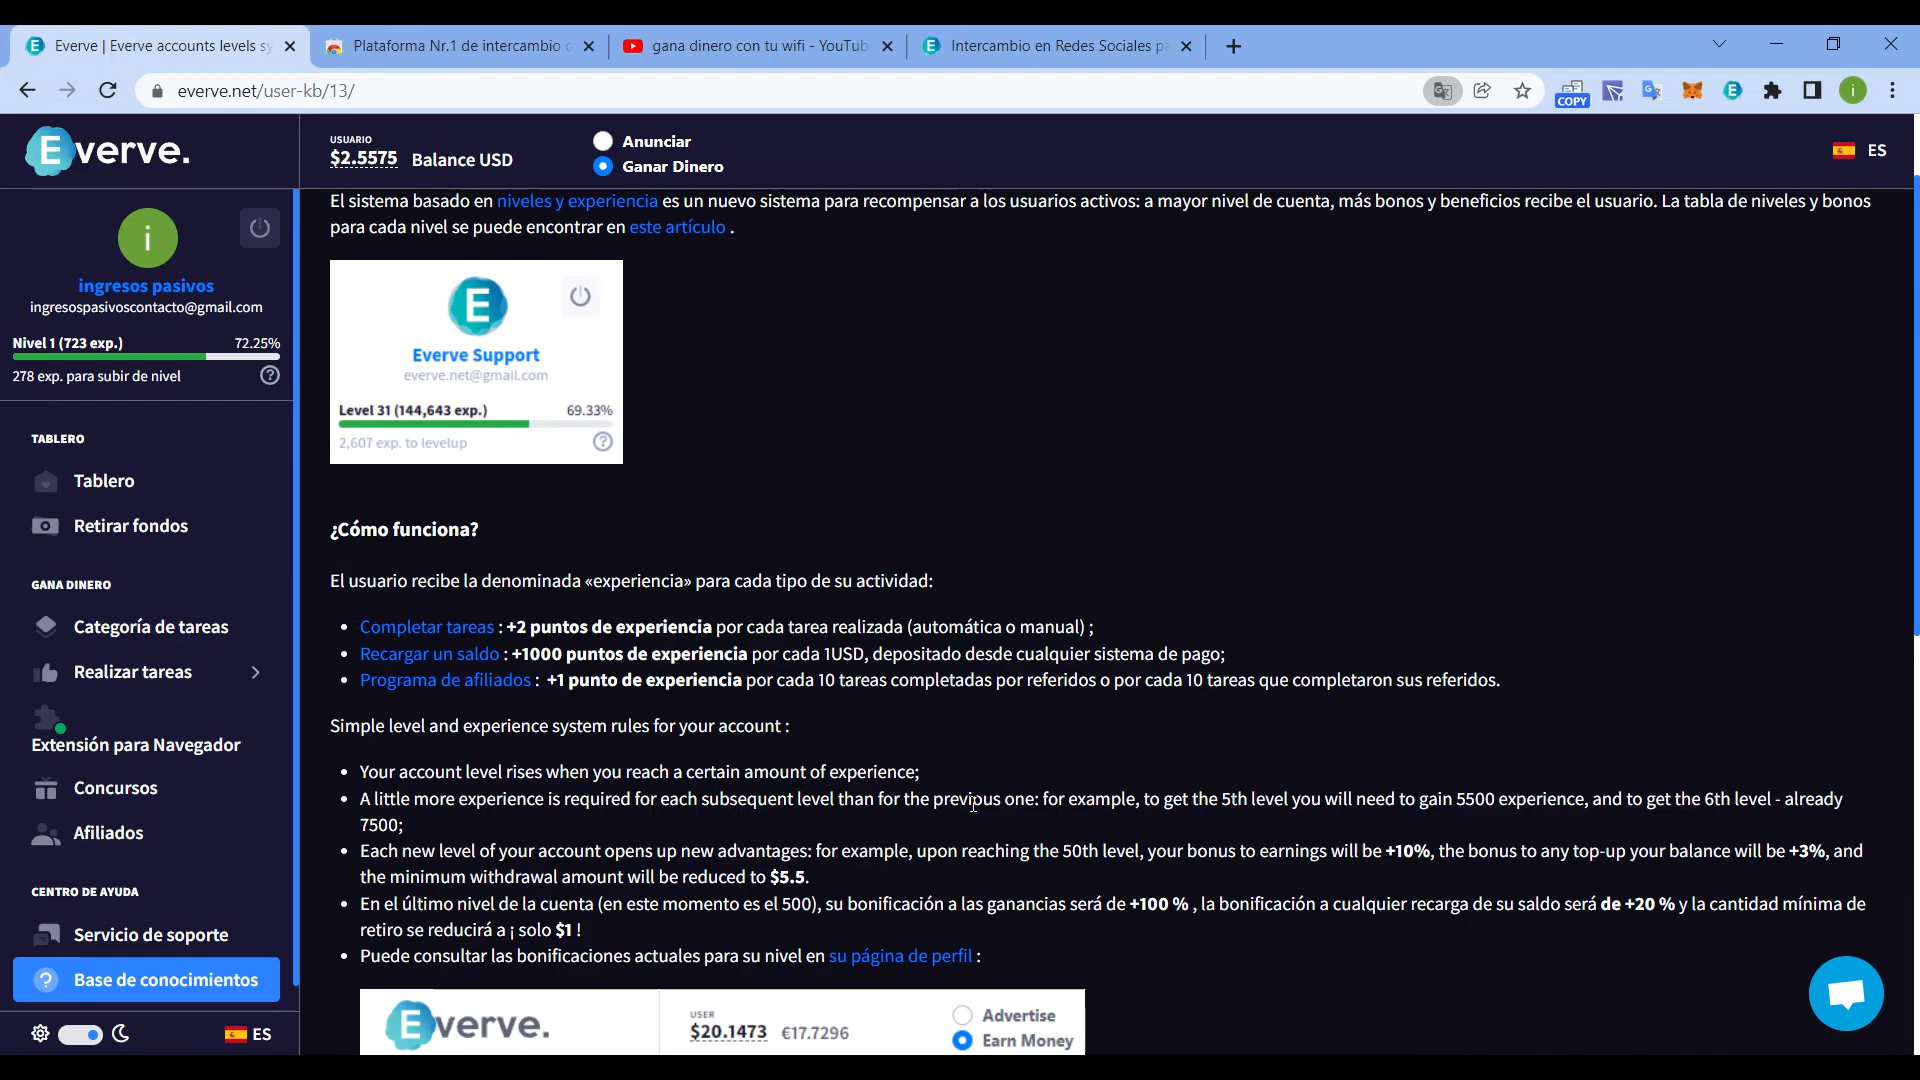 Everve | Everve accounts levels sy
Plataforma Nr.1 de intercambio
gana dinero con tu wifi - YouTub
Intercambio en Redes Sociales pa
everve.net/user-kb/13/
COPY
E
i
Everve.
USUARIO
$2.5575 Balance USD
Anunciar
Ganar Dinero
ES
i
ingresos pasivos
ingresospasivoscontacto@gmail.com
Nivel 1 (723 exp.) 72.25%
278 exp. para subir de nivel
TABLERO
Tablero
Retirar fondos
GANA DINERO
Categoría de tareas
Realizar tareas
Extensión para Navegador
Concursos
Afiliados
CENTRO DE AYUDA
Servicio de soporte
Base de conocimientos
ES
El sistema basado en niveles y experiencia es un nuevo sistema para recompensar a los usuarios activos: a mayor nivel de cuenta, más bonos y beneficios recibe el usuario. La tabla de niveles y bonos
para cada nivel se puede encontrar en este artículo .
E
Everve Support
everve.net@gmail.com
Level 31 (144,643 exp.) 69.33%
2,607 exp. to levelup
¿Cómo funciona?
El usuario recibe la denominada «experiencia» para cada tipo de su actividad:
• Completar tareas : +2 puntos de experiencia por cada tarea realizada (automática o manual) ;
• Recargar un saldo : +1000 puntos de experiencia por cada 1USD, depositado desde cualquier sistema de pago;
• Programa de afiliados : +1 punto de experiencia por cada 10 tareas completadas por referidos o por cada 10 tareas que completaron sus referidos.
Simple level and experience system rules for your account :
• Your account level rises when you reach a certain amount of experience;
• A little more experience is required for each subsequent level than for the previous one: for example, to get the 5th level you will need to gain 5500 experience, and to get the 6th level - already
7500;
• Each new level of your account opens up new advantages: for example, upon reaching the 50th level, your bonus to earnings will be +10%, the bonus to any top-up your balance will be +3%, and
the minimum withdrawal amount will be reduced to $5.5.
• En el último nivel de la cuenta (en este momento es el 500), su bonificación a las ganancias será de +100 % , la bonificación a cualquier recarga de su saldo será de +20 % y la cantidad mínima de
retiro se reducirá a ¡ solo $1 !
• Puede consultar las bonificaciones actuales para su nivel en su página de perfil :
Everve.
USER
$20.1473 €17.7296
Advertise
Earn Money